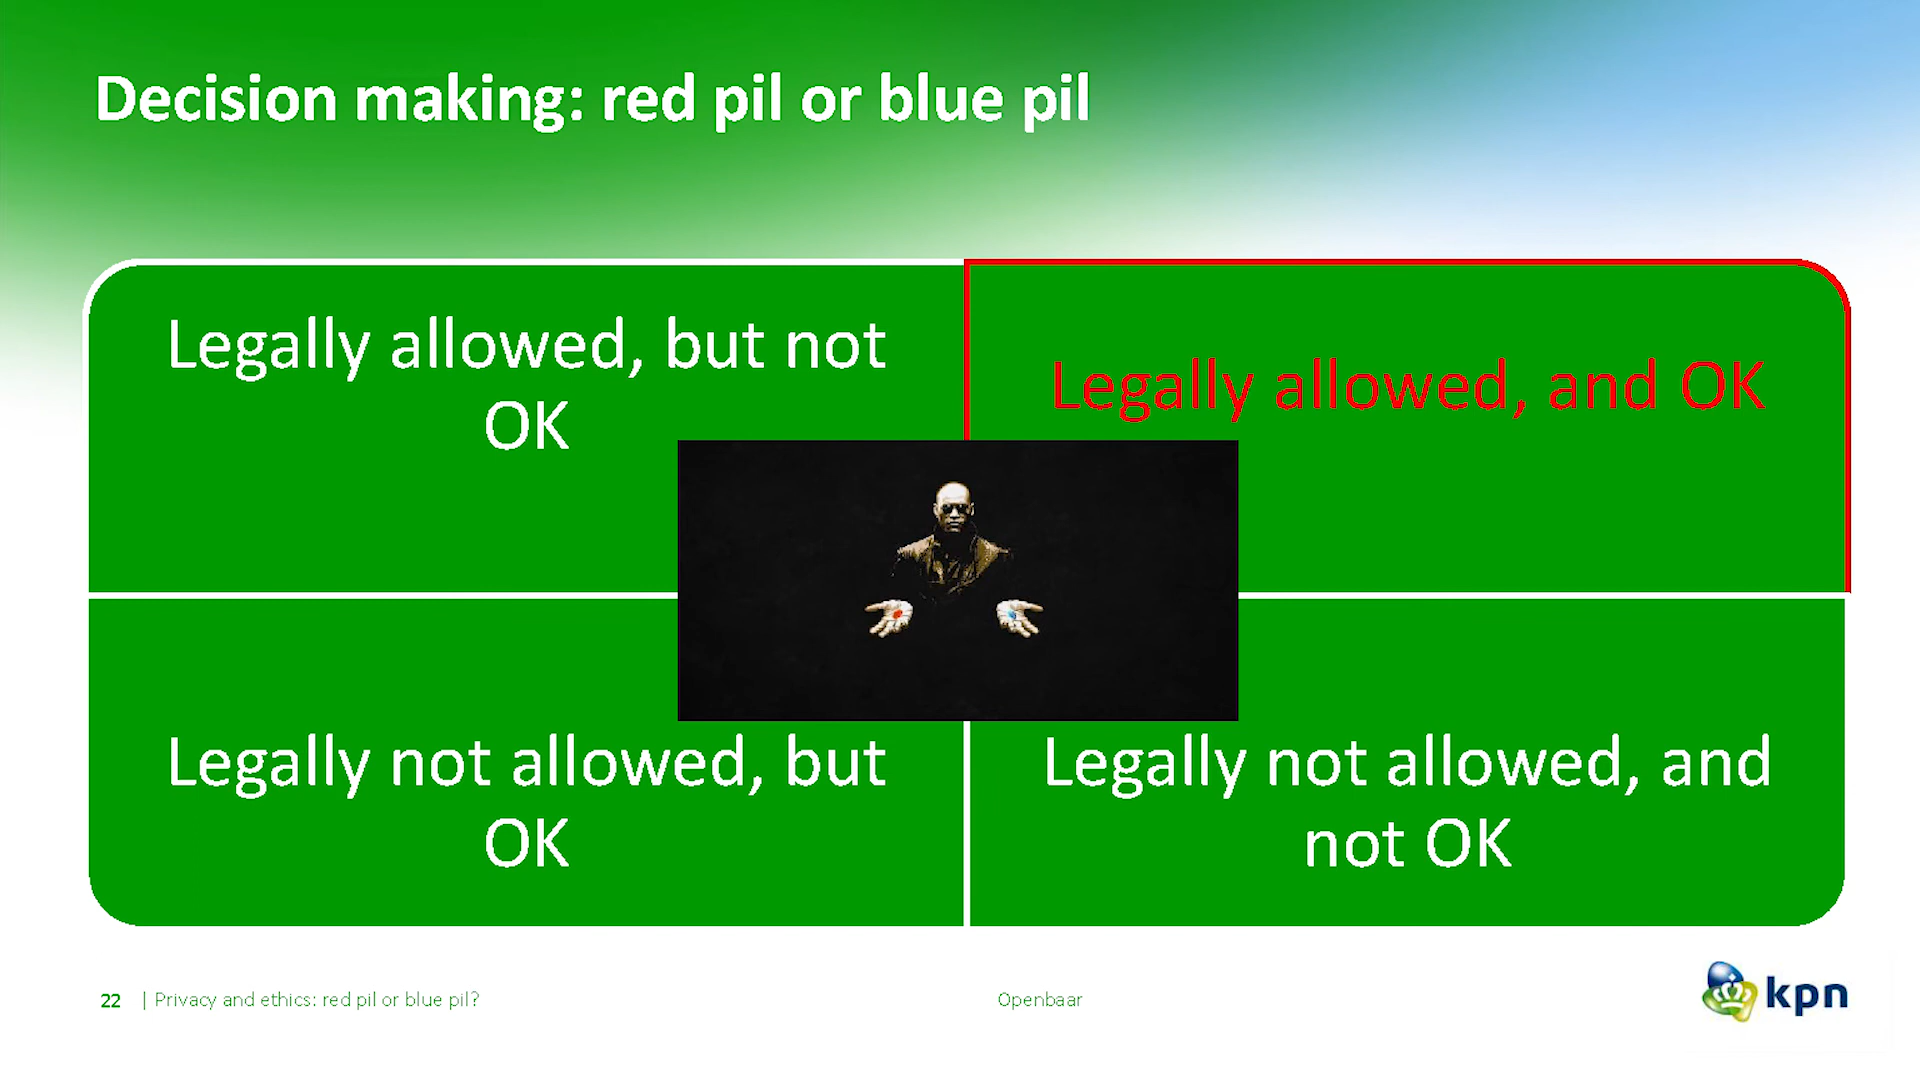 Decision making: red pil or blue pil
Legally allowed, but not
OK
Legally allowed, and OK
Legally not allowed, but
OK
Legally not allowed, and
not OK
22 | Privacy and ethics: red pil or blue pil?
Openbaar
kpn